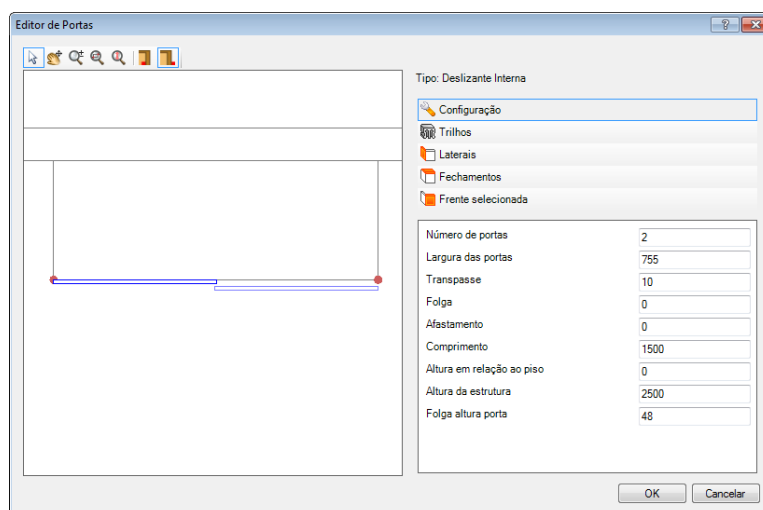 Editor de Portas
Tipo: Deslizante Interna
Configuração
Trilhos
Laterais
Fechamentos
Frente selecionada
Número de portas 2
Largura das portas 755
Transpasse 10
Folga 0
Afastamento 0
Comprimento 1500
Altura em relação ao piso 0
Altura da estrutura 2500
Folga altura porta 48
OK Cancelar